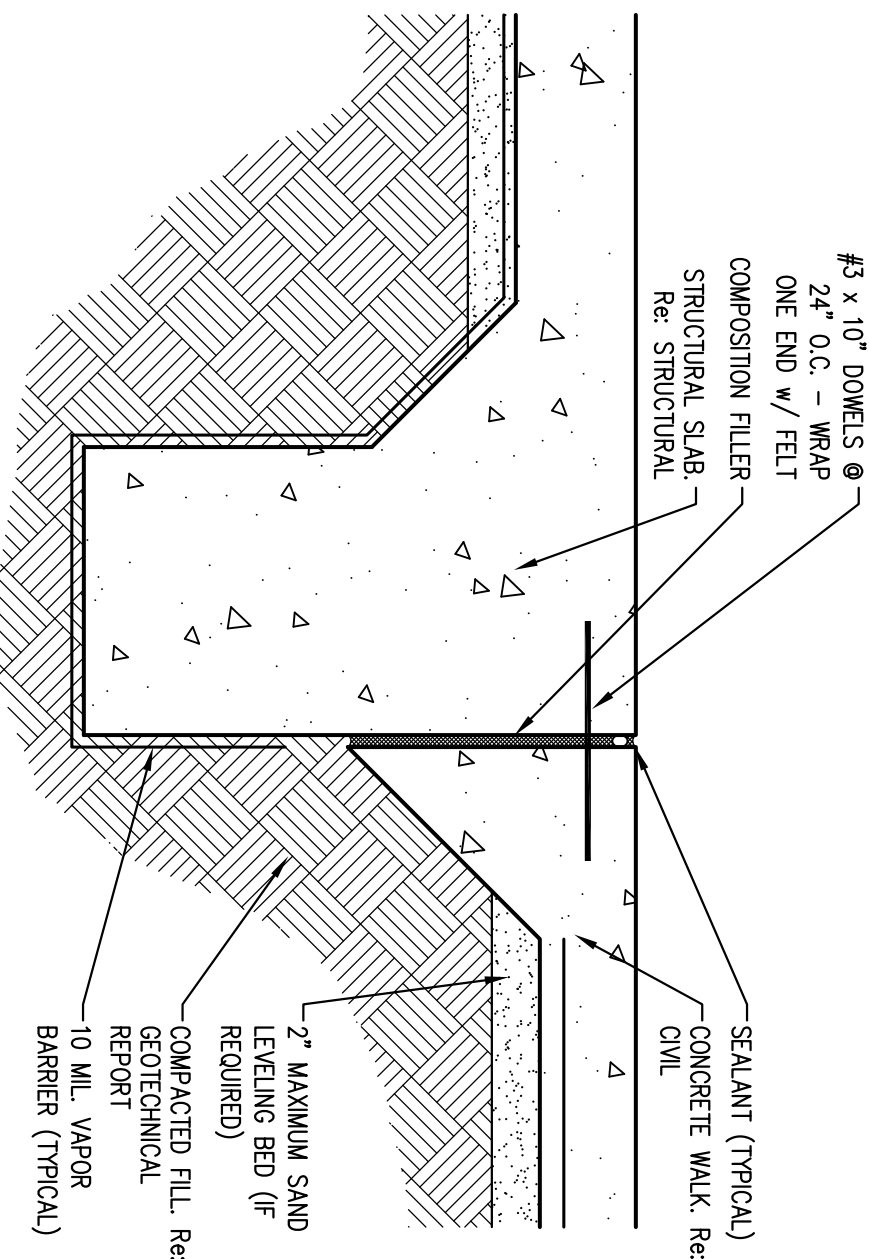 #3 x 10" DOWELS @
24" O.C. - WRAP
ONE END w/ FELT
COMPOSITION FILLER
STRUCTURAL SLAB.
Re: STRUCTURAL
SEALANT (TYPICAL)
CONCRETE WALK. Re:
CIVIL
2" MAXIMUM SAND
LEVELING BED (IF
REQUIRED)
COMPACTED FILL. Re:
GEOTECHNICAL
REPORT
10 MIL. VAPOR
BARRIER (TYPICAL)